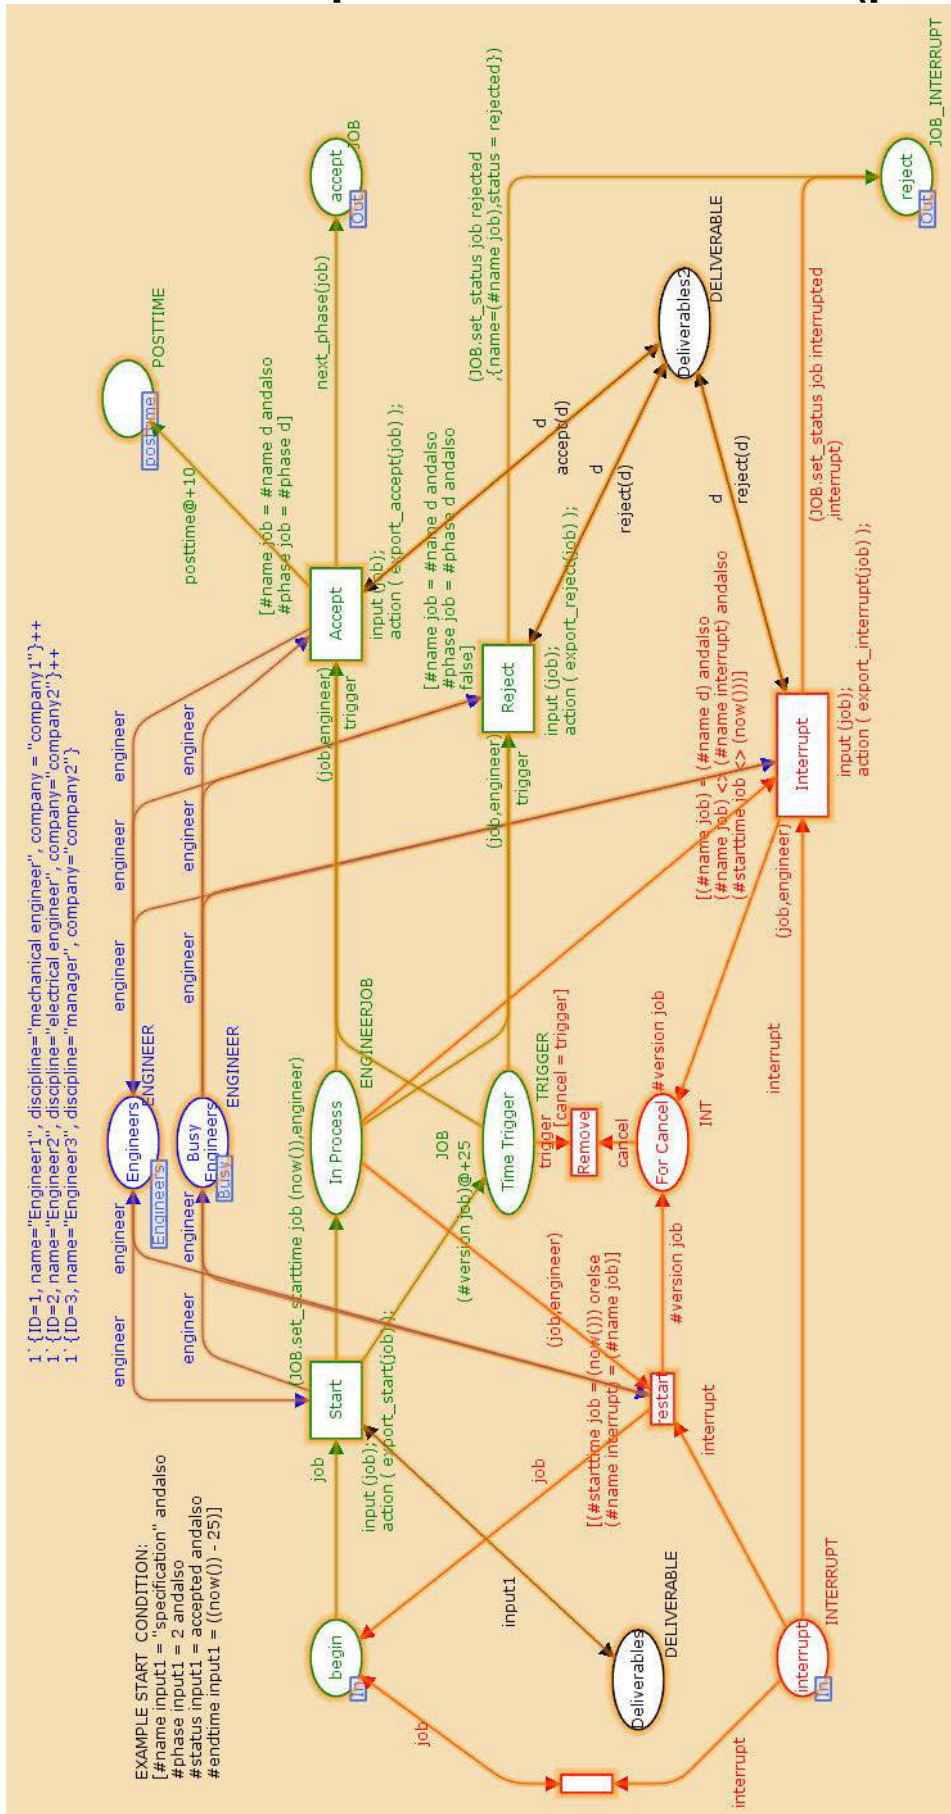 1`{ID=1, name="Engineer1", discipline="mechanical engineer", company = "company1"}++
1`{ID=2, name="Engineer2", discipline="electrical engineer", company="company2"}++
1`{ID=3, name="Engineer3", discipline="manager", company="company2"}
EXAMPLE START CONDITION:
[#name input1 = "specification" andalso
#phase input1 = 2 andalso
#status input1 = accepted andalso
#endtime input1 = ((now()) - 25)]
engineer
engineer
engineer
engineer
engineer
Engineers
ENGINEER
Engineers
engineer
engineer
engineer
engineer
engineer
Busy
Engineers
ENGINEER
Busy
posttime@+10
POSTTIME
posttime
begin
In
job
Start
input (job);
action ( export_start(job) );
(JOB.set_starttime job (now()),engineer)
In Process
ENGINEERJOB
(job,engineer)
trigger
Accept
[#name job = #name d andalso
#phase job = #phase d]
input (job);
action ( export_accept(job) );
next_phase(job)
accept
Out
JOB
JOB
(#version job)@+25
Time Trigger
TRIGGER
(job,engineer)
trigger
Reject
[#name job = #name d andalso
#phase job = #phase d andalso
false]
input (job);
action ( export_reject(job) );
(JOB.set_status job rejected
,{name=(#name job),status = rejected})
d
accept(d)
d
reject(d)
d
reject(d)
Deliverables2
DELIVERABLE
input1
Deliverables
DELIVERABLE
job
job
(job,engineer)
trigger
[cancel = trigger]
Remove
cancel
For Cancel
INT
#version job
#version job
restart
[(#starttime job = (now())) orelse
(#name interrupt) = (#name job)]
interrupt
interrupt
interrupt
interrupt
In
INTERRUPT
interrupt
(job,engineer)
[(#name job) = (#name d) andalso
(#name job) <> (#name interrupt) andalso
(#starttime job <> (now()))]
Interrupt
input (job);
action ( export_interrupt(job) );
(JOB.set_status job interrupted
,interrupt)
reject
Out
JOB_INTERRUPT